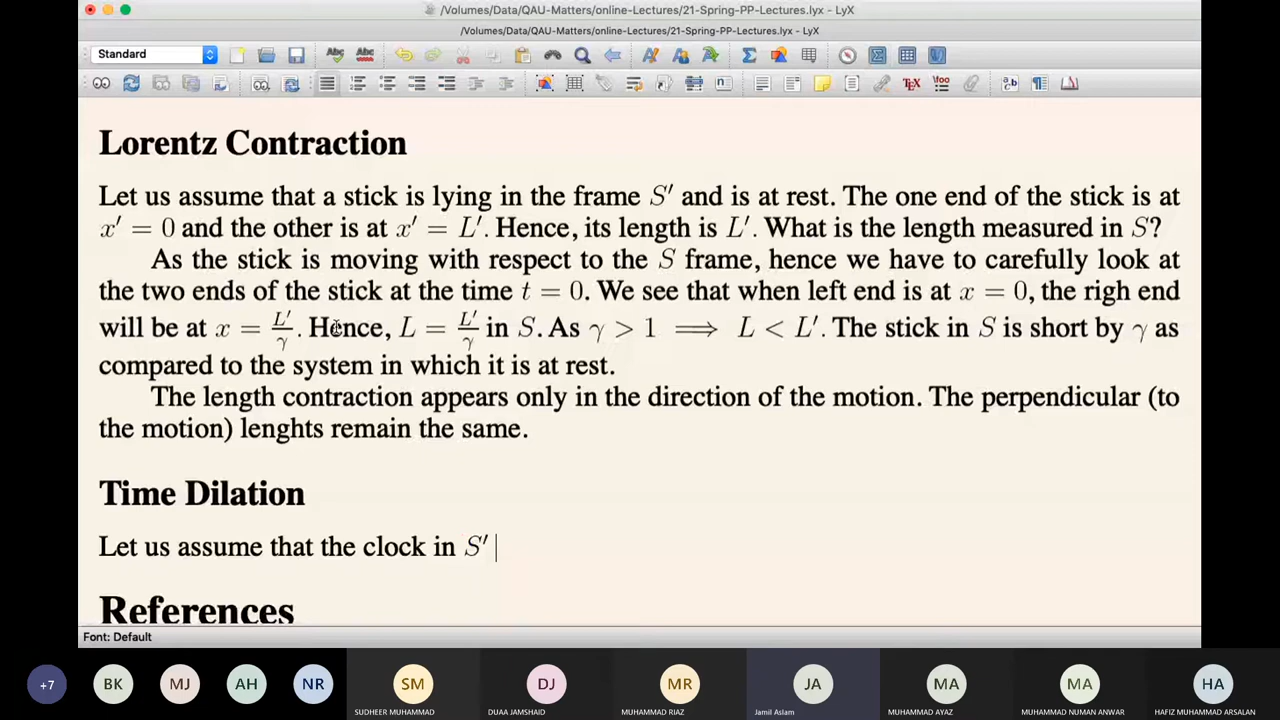 /Volumes/Data/QAU-Matters/online-Lectures/21-Spring-PP-Lectures.lyx - LyX
/Volumes/Data/QAU-Matters/online-Lectures/21-Spring-PP-Lectures.lyx - LyX
Standard
Lorentz Contraction
Let us assume that a stick is lying in the frame S′ and is at rest. The one end of the stick is at
x′ = 0 and the other is at x′ = L′. Hence, its length is L′. What is the length measured in S?
As the stick is moving with respect to the S frame, hence we have to carefully look at
the two ends of the stick at the time t = 0. We see that when left end is at x = 0, the righ end
will be at x = L′/γ. Hence, L = L′/γ in S. As γ > 1 ⟹ L < L′. The stick in S is short by γ as
compared to the system in which it is at rest.
The length contraction appears only in the direction of the motion. The perpendicular (to
the motion) lenghts remain the same.
Time Dilation
Let us assume that the clock in S′
References
Font: Default
+7 BK MJ AH NR SM DJ MR JA MA MA HA
SUDHEER MUHAMMAD DUAA JAMSHAID MUHAMMAD RIAZ Jamil Aslam MUHAMMAD AYAZ MUHAMMAD NUMAN ANWAR HAFIZ MUHAMMAD ARSALAN